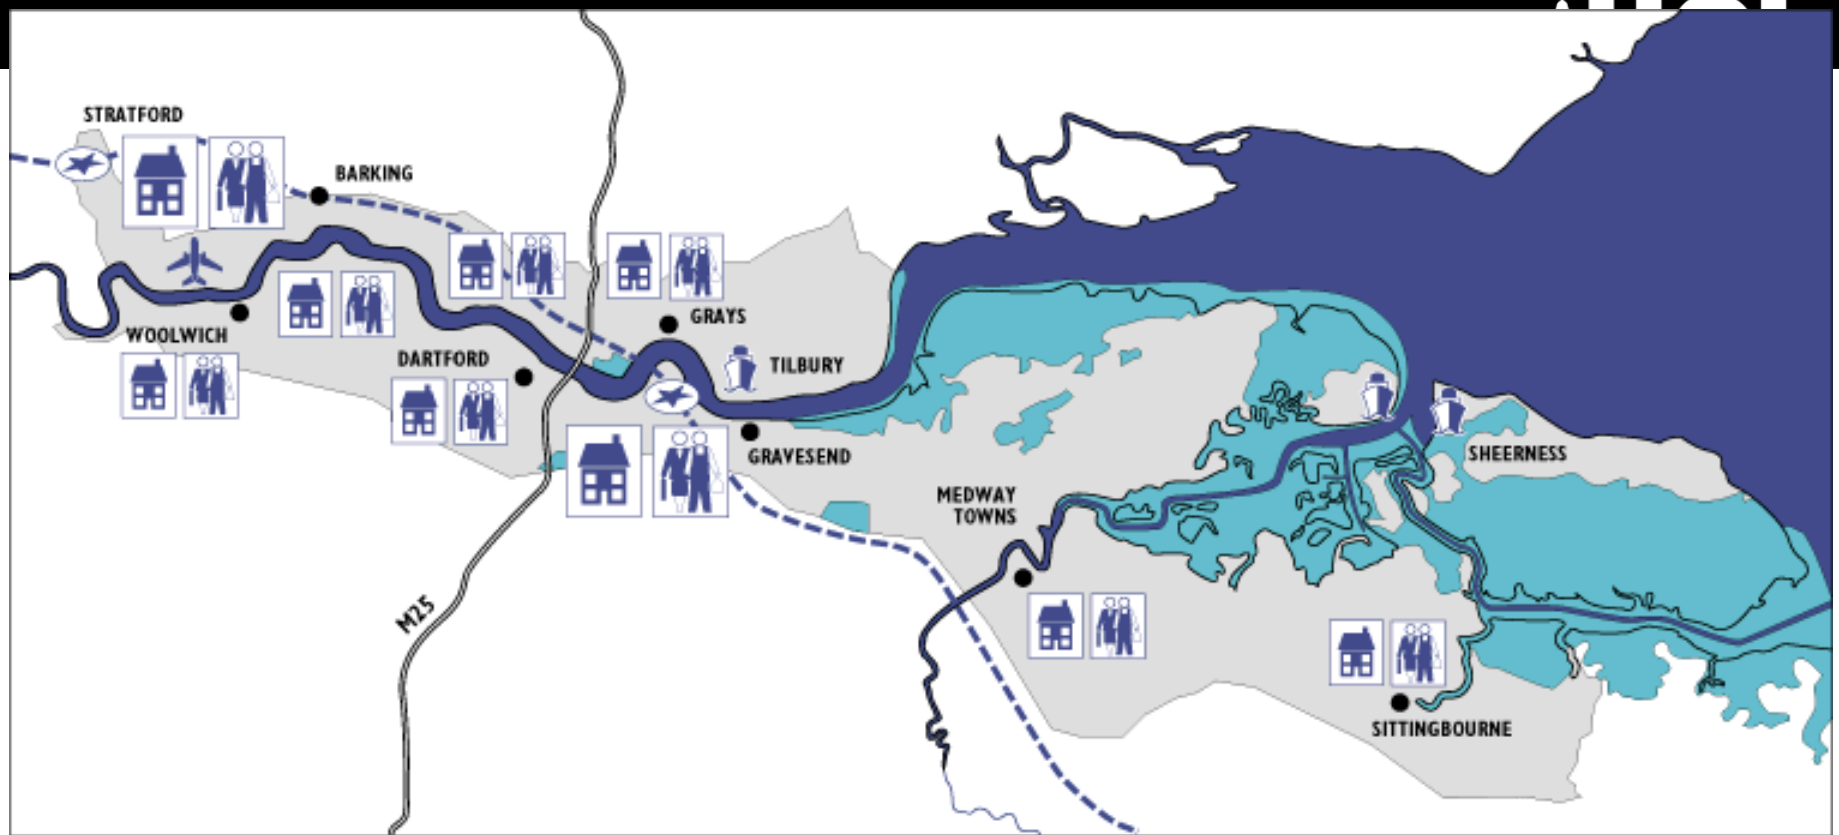 STRATFORD
BARKING
WOOLWICH
DARTFORD
GRAYS
TILBURY
GRAVESEND
MEDWAY
TOWNS
SHEERNESS
M25
SITTINGBOURNE